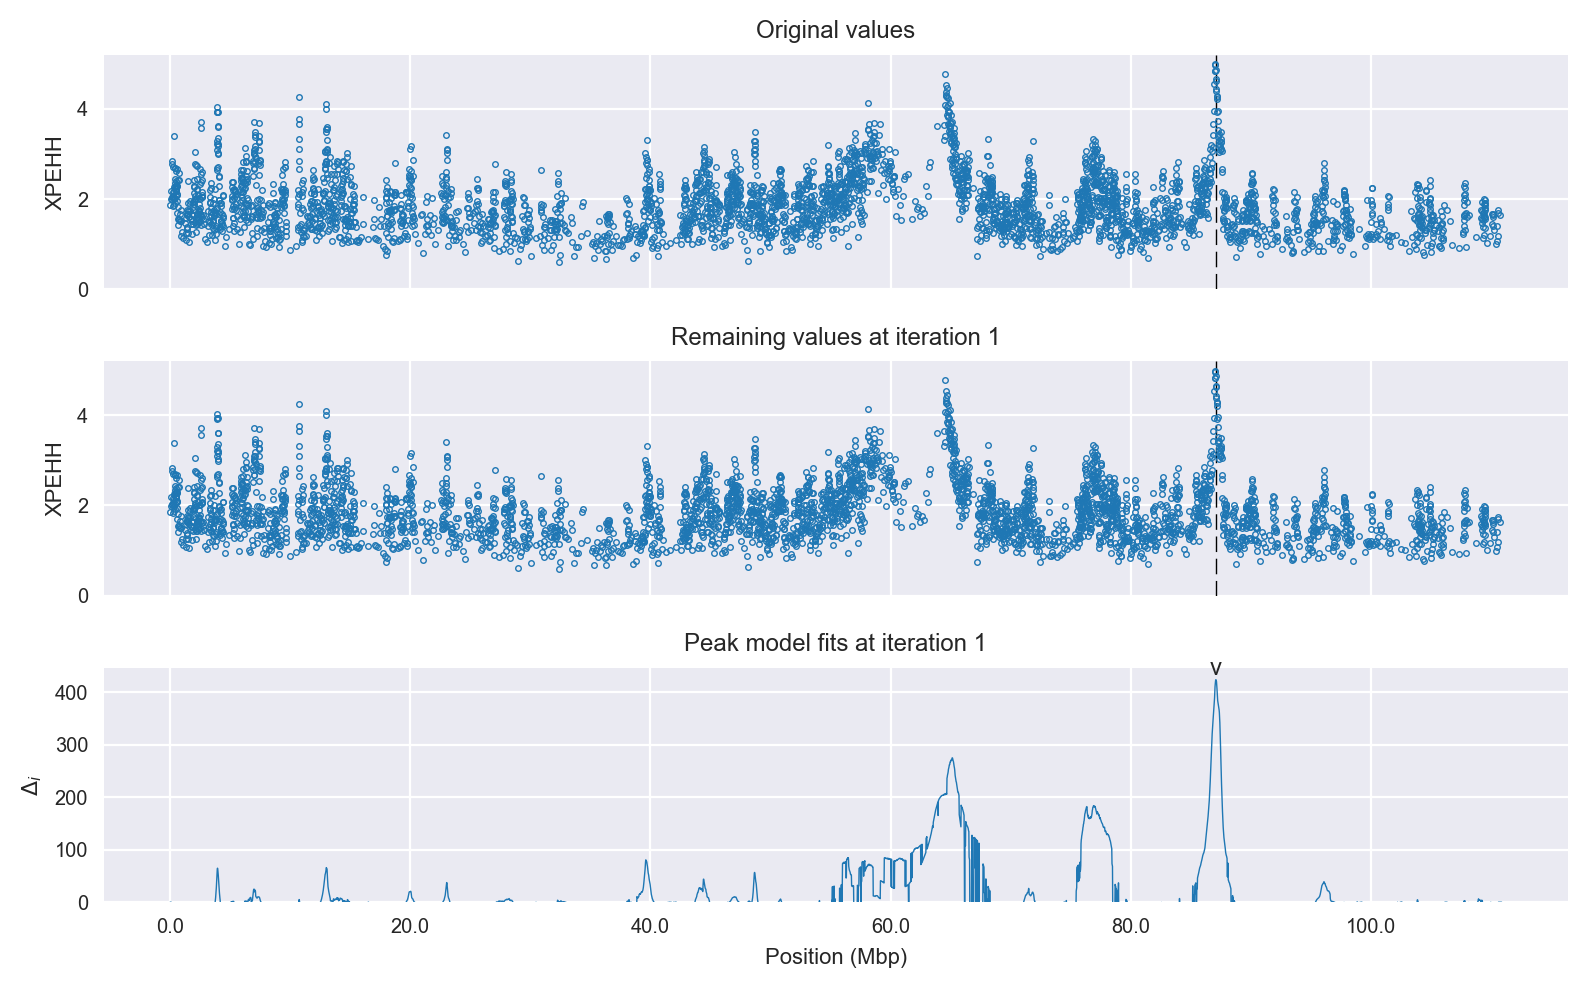 Original values
4
2
0
XPEHH
Remaining values at iteration 1
4
2
0
XPEHH
Peak model fits at iteration 1
v
400
300
200
100
0
Δi
0.0 20.0 40.0 60.0 80.0 100.0
Position (Mbp)